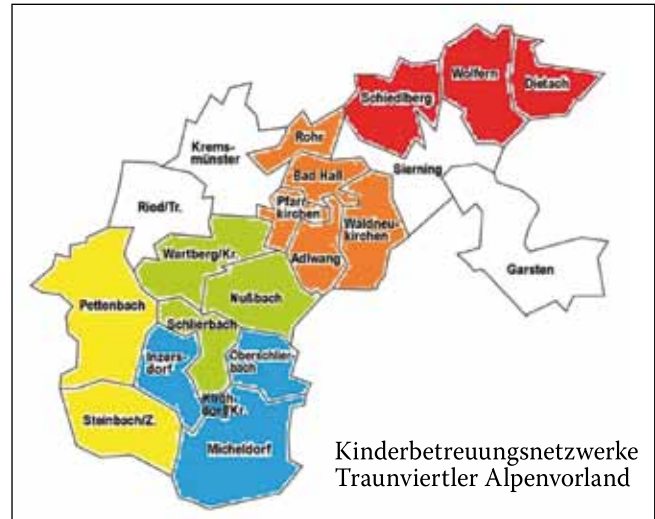 Wolfern
Dietach
Schiedlberg
Rohr
Krems-
münster
Sierning
Bad Hall
Pfarr-
kirchen
Ried/Tr.
Waldneu-
kirchen
Wartberg/Kr.
Adlwang
Garsten
Nußbach
Pettenbach
Schlierbach
Inzers-
dorf
Oberschlier-
bach
Kirch-
dorf/Kr.
Steinbach/Z.
Micheldorf
Kinderbetreuungsnetzwerke
Traunviertler Alpenvorland